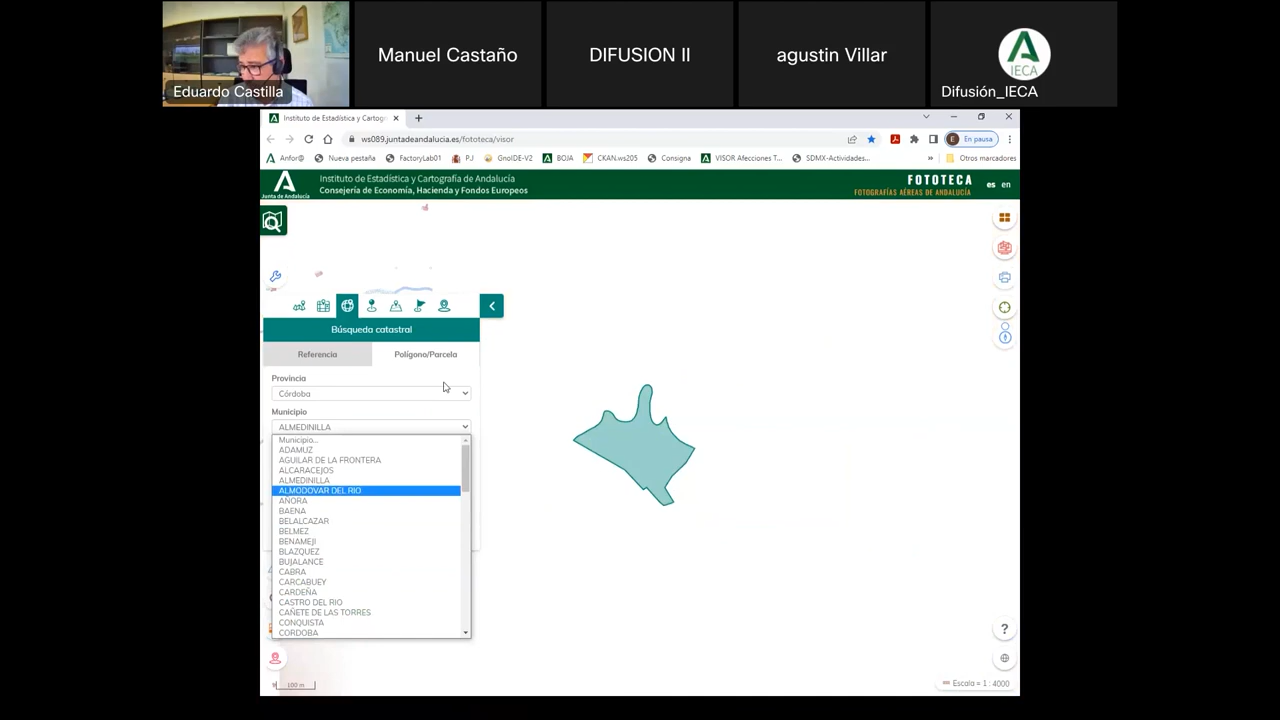 Eduardo Castilla
Manuel Castaño
DIFUSION II
agustin Villar
IECA
Difusión_IECA
Instituto de Estadística y Cartogr
ws089.juntadeandalucia.es/fototeca/visor
En pausa
Anfor@
Nueva pestaña
FactoryLab01
PJ
GnoIDE-V2
BOJA
CKAN.ws205
Consigna
VISOR Afecciones T...
SDMX-Actividades...
»
Otros marcadores
Junta de Andalucía
Instituto de Estadística y Cartografía de Andalucía
Consejería de Economía, Hacienda y Fondos Europeos
FOTOTECA
FOTOGRAFÍAS AÉREAS DE ANDALUCÍA
es en
Búsqueda catastral
Referencia
Polígono/Parcela
Provincia
Córdoba
Municipio
ALMEDINILLA
Municipio...
ADAMUZ
AGUILAR DE LA FRONTERA
ALCARACEJOS
ALMEDINILLA
ALMODOVAR DEL RIO
AÑORA
BAENA
BELALCAZAR
BELMEZ
BENAMEJI
BLAZQUEZ
BUJALANCE
CABRA
CARCABUEY
CARDEÑA
CASTRO DEL RIO
CAÑETE DE LAS TORRES
CONQUISTA
CORDOBA
?
100 m
Escala = 1 : 4000